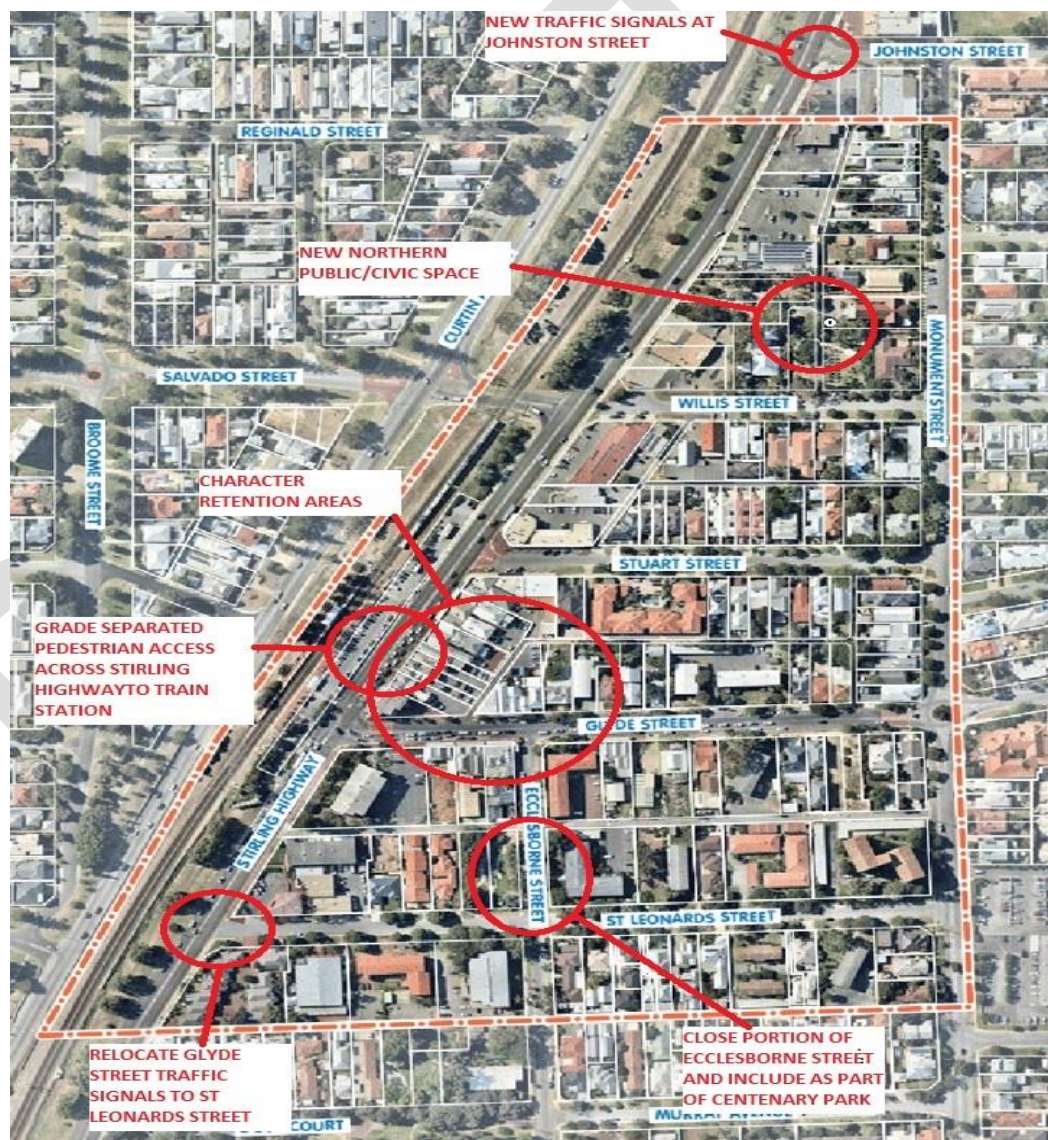 NEW TRAFFIC SIGNALS AT
JOHNSTON STREET
JOHNSTON STREET
REGINALD STREET
NEW NORTHERN
PUBLIC/CIVIC SPACE
CURTIN
MONUMENT STREET
SALVADO STREET
WILLIS STREET
BROOME STREET
CHARACTER
RETENTION AREAS
STUART STREET
GRADE SEPARATED
PEDESTRIAN ACCESS
ACROSS STIRLING
HIGHWAYTO TRAIN
STATION
GLYDE STREET
STIRLING HIGHWAY
ECCLESBORNE STREET
ST LEONARDS STREET
RELOCATE GLYDE
STREET TRAFFIC
SIGNALS TO ST
LEONARDS STREET
CLOSE PORTION OF
ECCLESBORNE STREET
AND INCLUDE AS PART
OF CENTENARY PARK
COURT